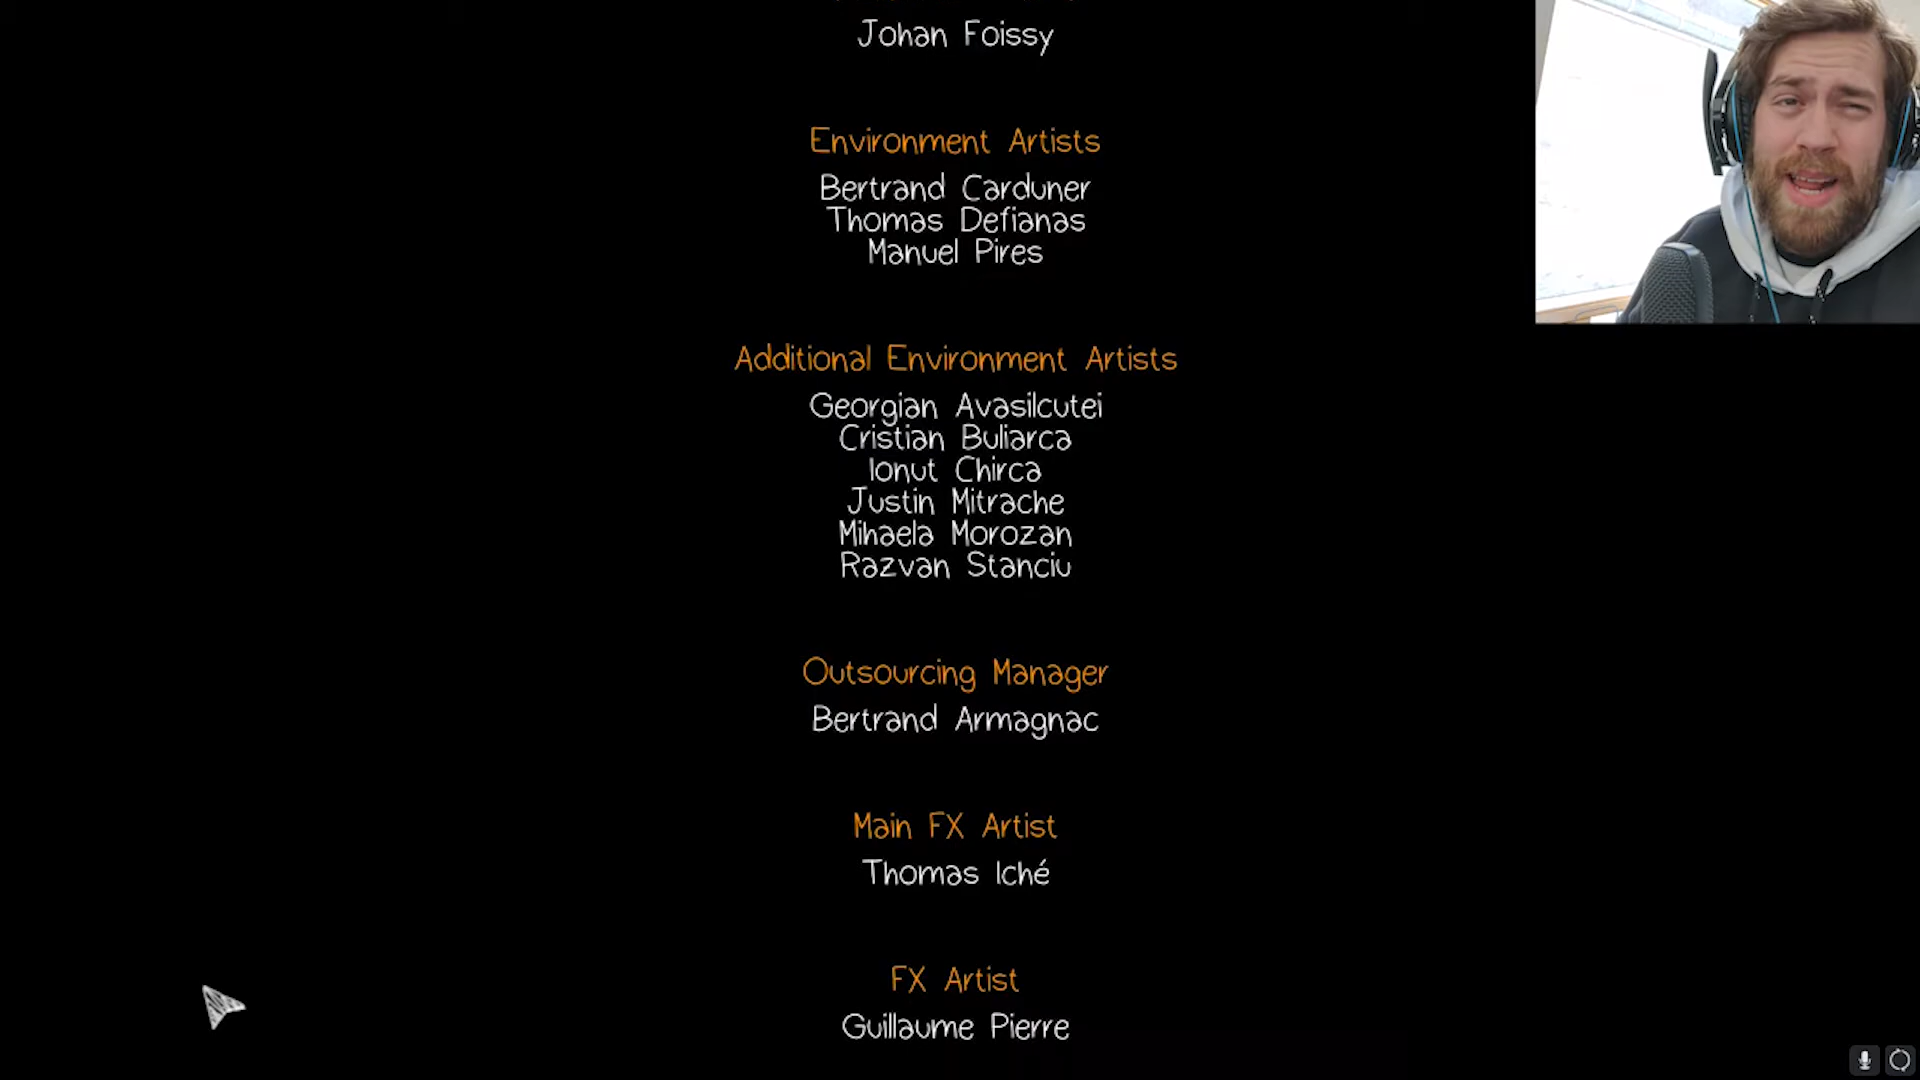 Johan Foissy
Environment Artists
Bertrand Carduner
Thomas Defianas
Manuel Pires
Additional Environment Artists
Georgian Avasilcutei
Cristian Buliarca
Ionut Chirca
Justin Mitrache
Mihaela Morozan
Razvan Stanciu
Outsourcing Manager
Bertrand Armagnac
Main FX Artist
Thomas Iché
FX Artist
Guillaume Pierre